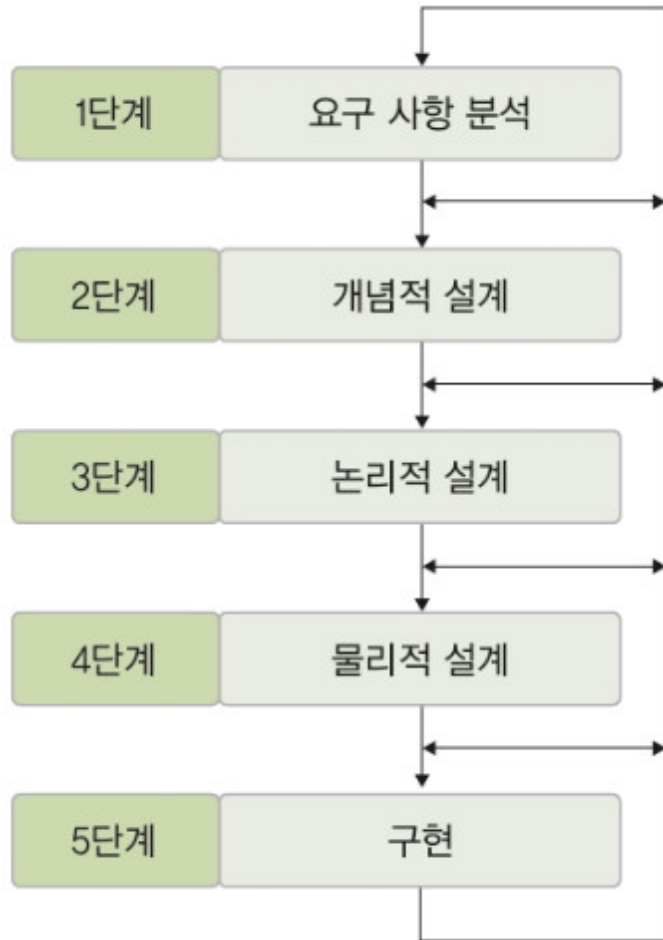 1단계 요구 사항 분석
2단계 개념적 설계
3단계 논리적 설계
4단계 물리적 설계
5단계 구현